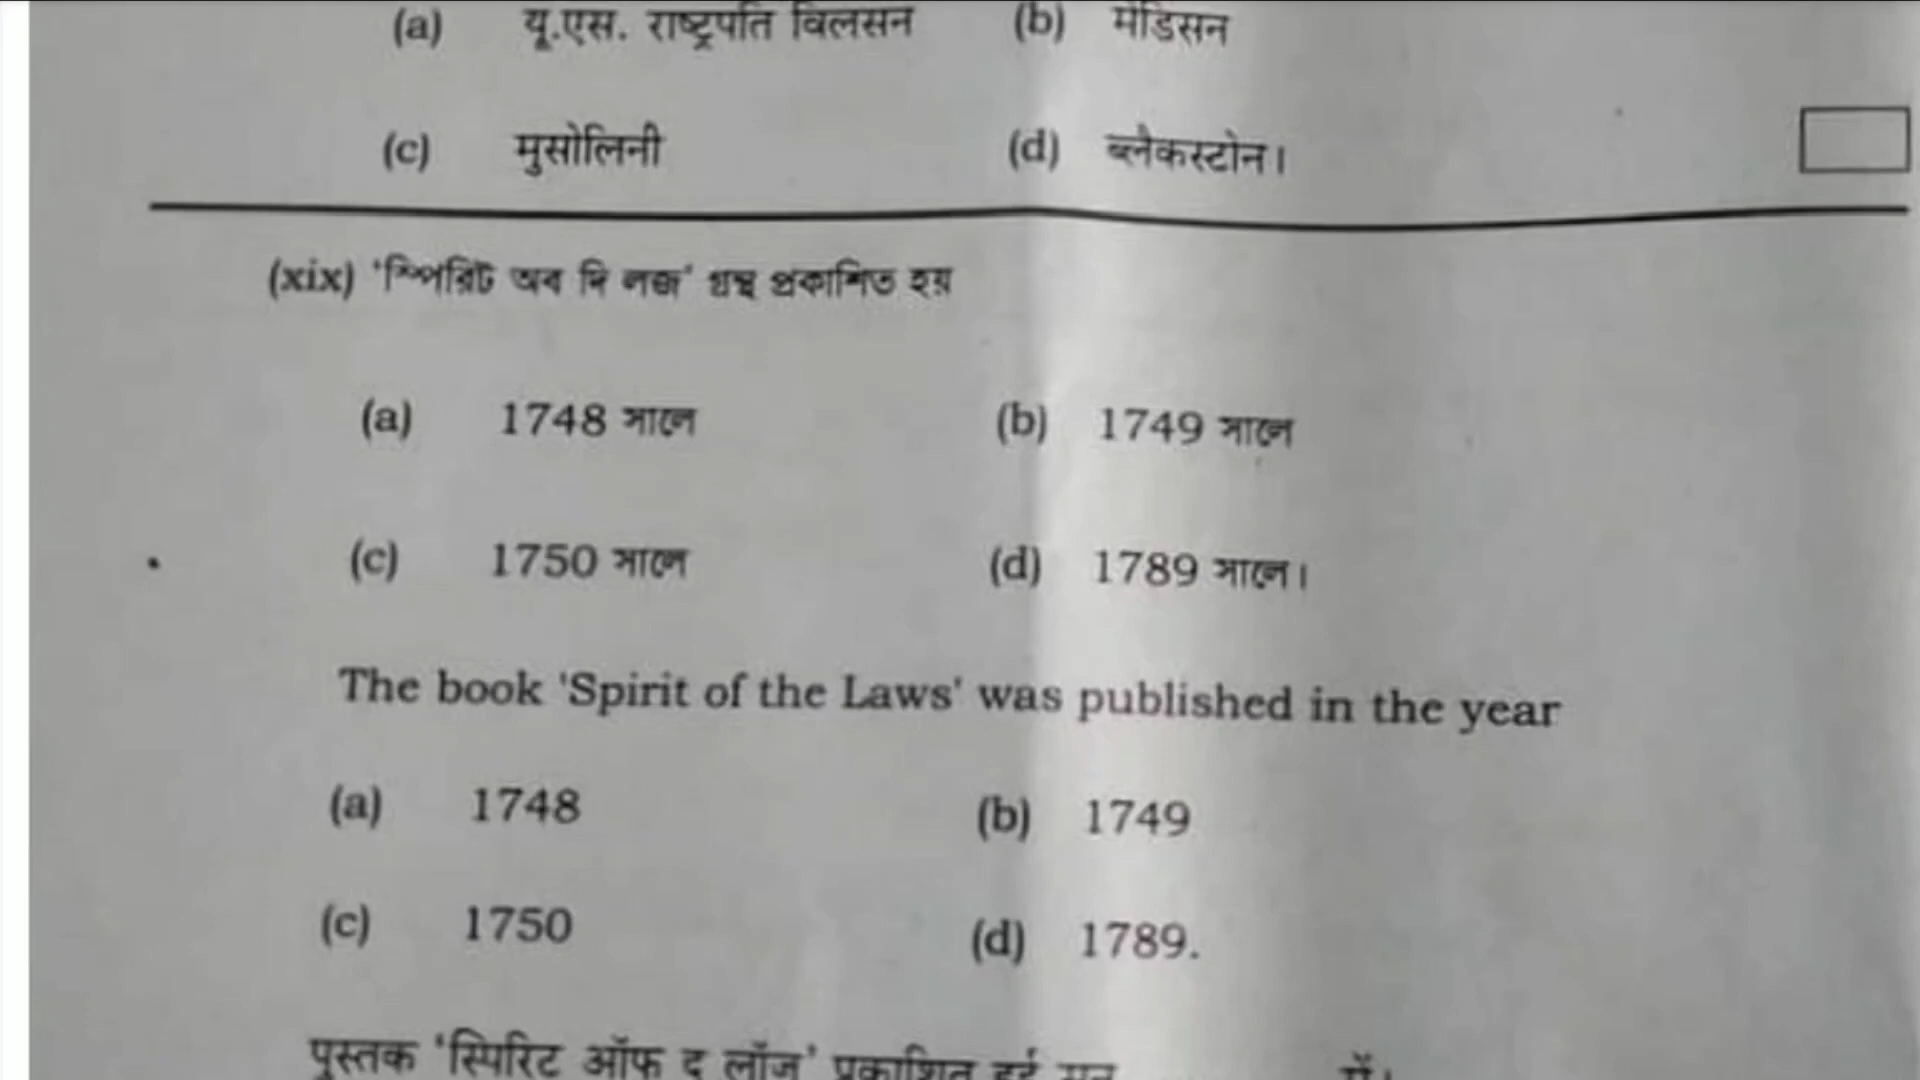 (a) यू.एस. राष्ट्रपति विलसन (b) मेडिसन
(c) मुसोलिनी (d) ब्लैकस्टोन।
(xix) 'স্পিরিট অব দি লজ' গ্রন্থ প্রকাশিত হয়
(a) 1748 সালে (b) 1749 সালে
(c) 1750 সালে (d) 1789 সালে।
The book 'Spirit of the Laws' was published in the year
(a) 1748 (b) 1749
(c) 1750 (d) 1789.
पुस्तक 'स्पिरिट ऑफ द लॉज' प्रकाशित हुई सन में।